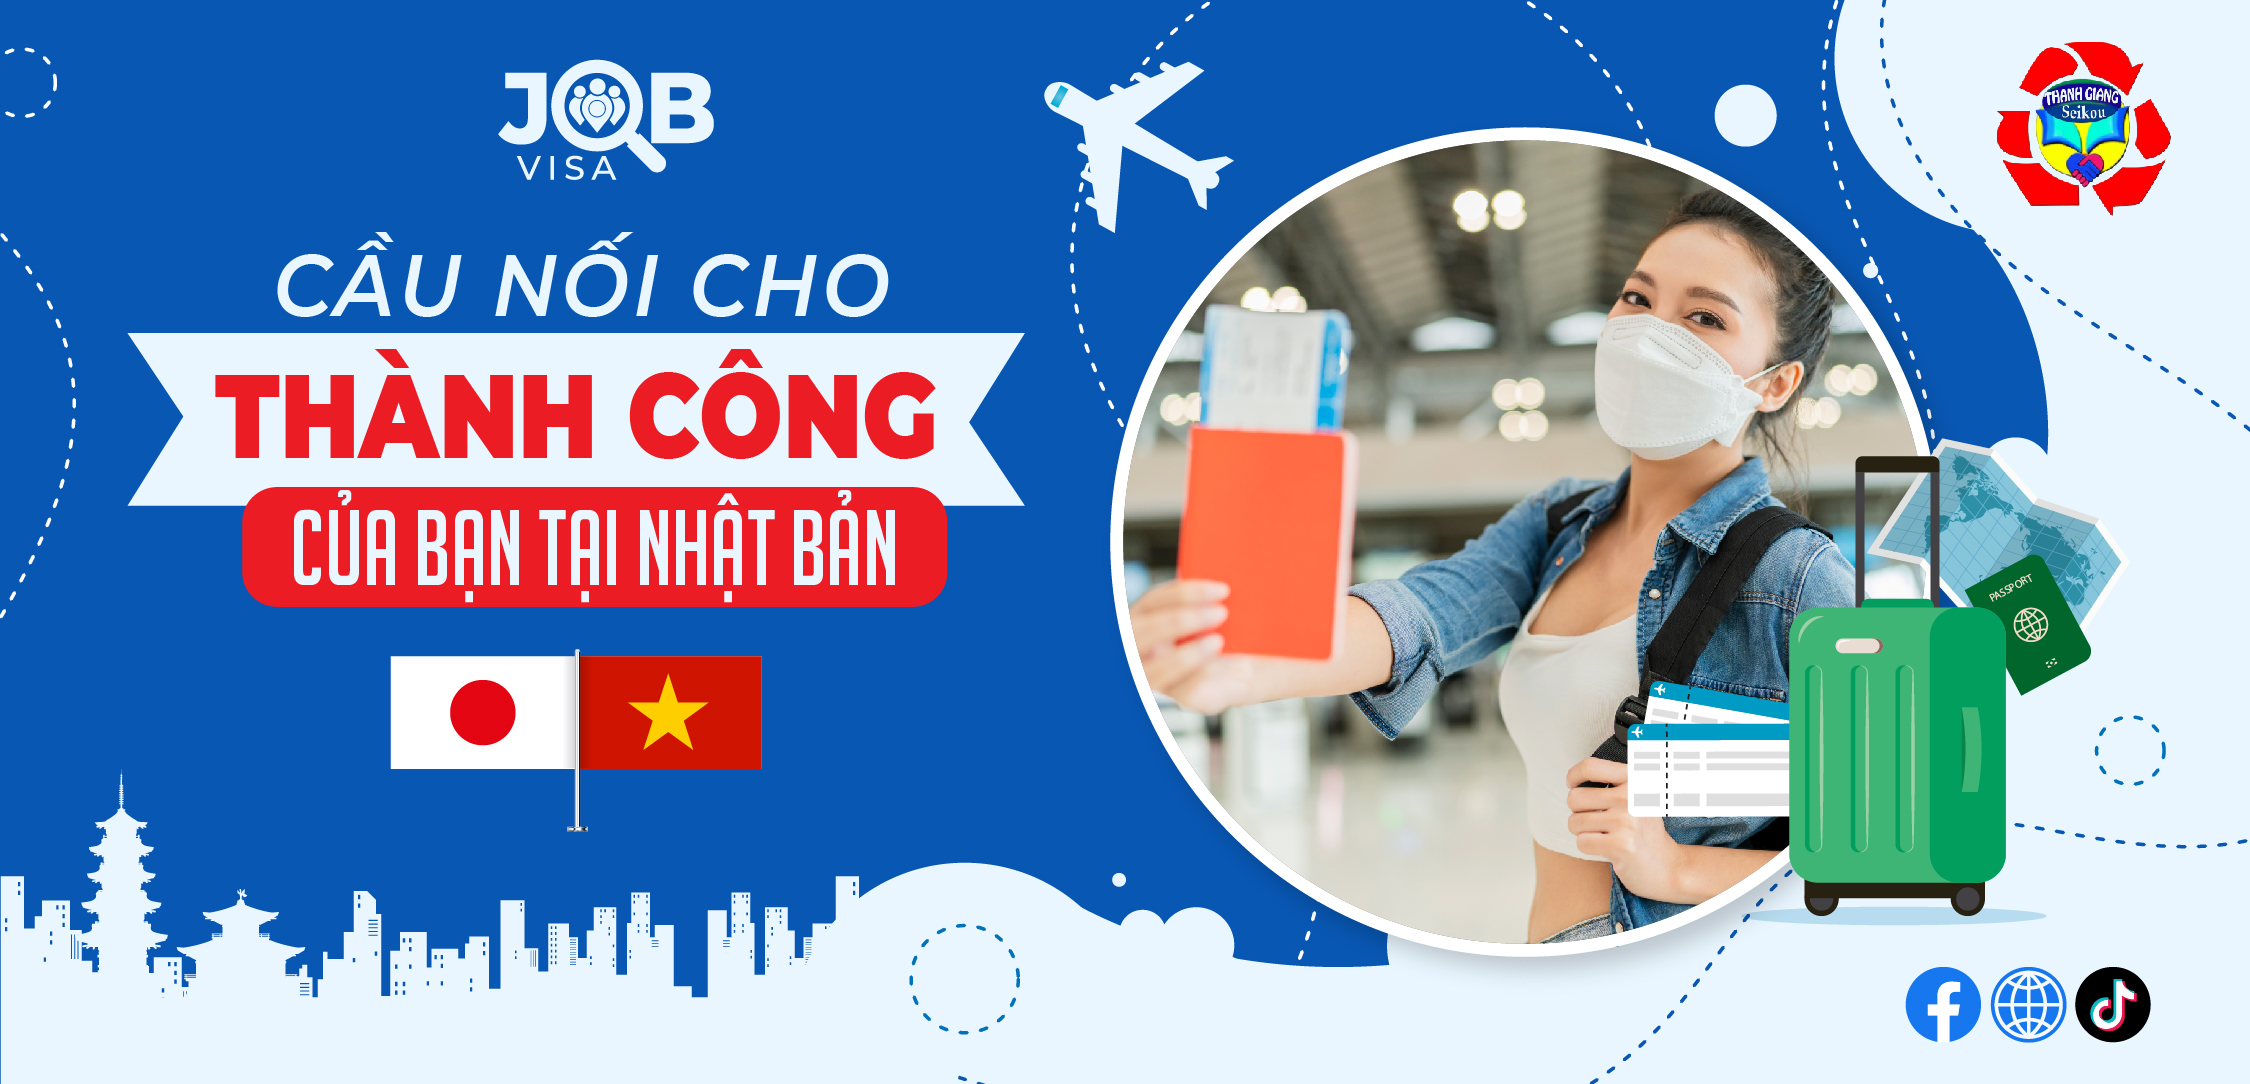 JOB
VISA
THANH GIANG
Seikou
CẦU NỐI CHO
THÀNH CÔNG
CỦA BẠN TẠI NHẬT BẢN
PASSPORT